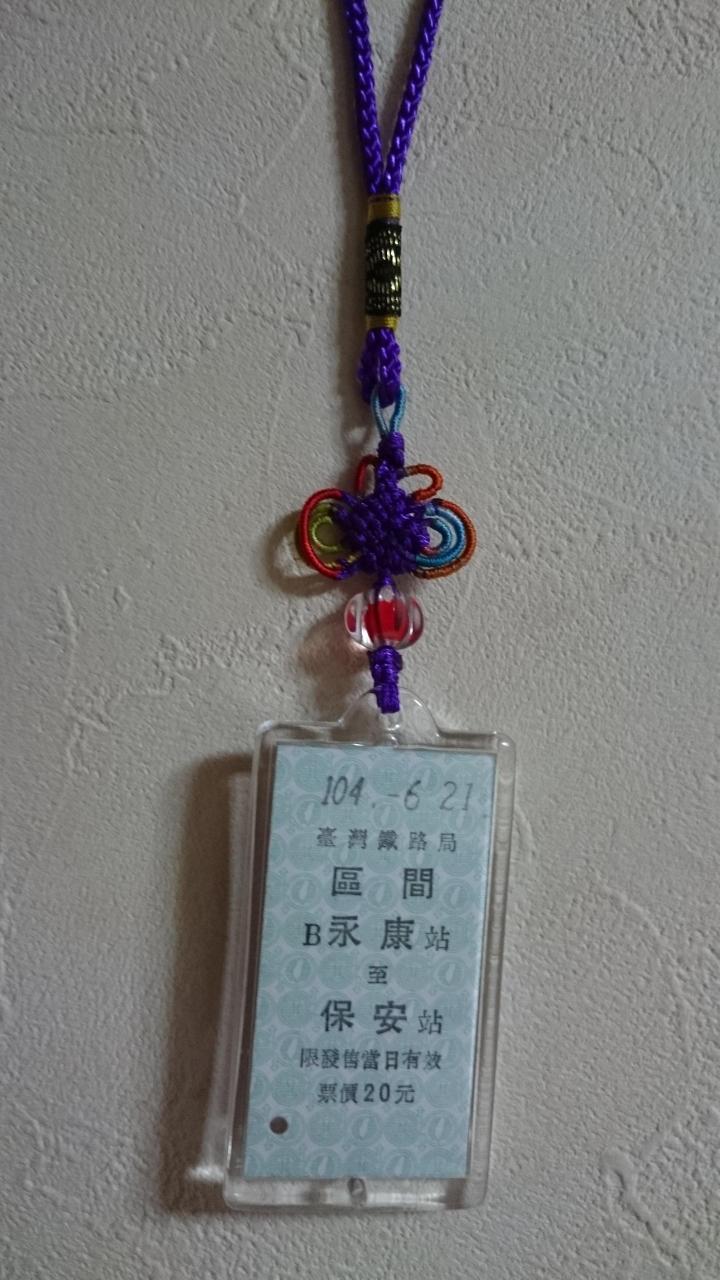 104.-6 21
臺灣鐵路局
區間
B永康站
至
保安站
限發售當日有效
票價20元